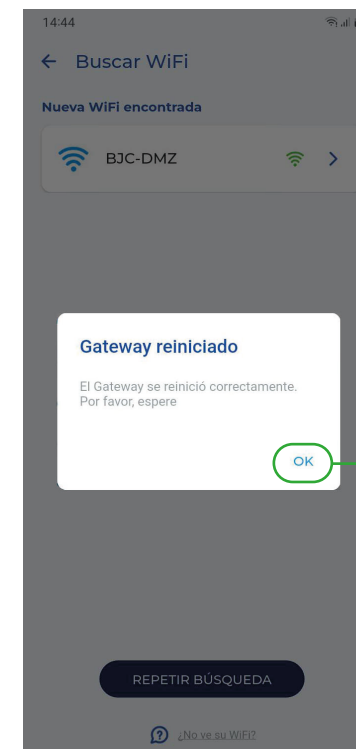 14:44
Buscar WiFi
Nueva WiFi encontrada
BJC-DMZ
Gateway reiniciado
El Gateway se reinició correctamente.
Por favor, espere
OK
REPETIR BÚSQUEDA
¿No ve su WiFi?